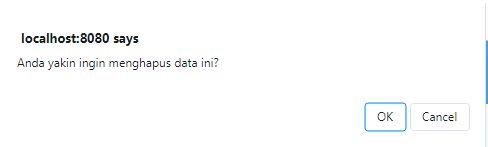 localhost:8080 says
Anda yakin ingin menghapus data ini?
OK Cancel